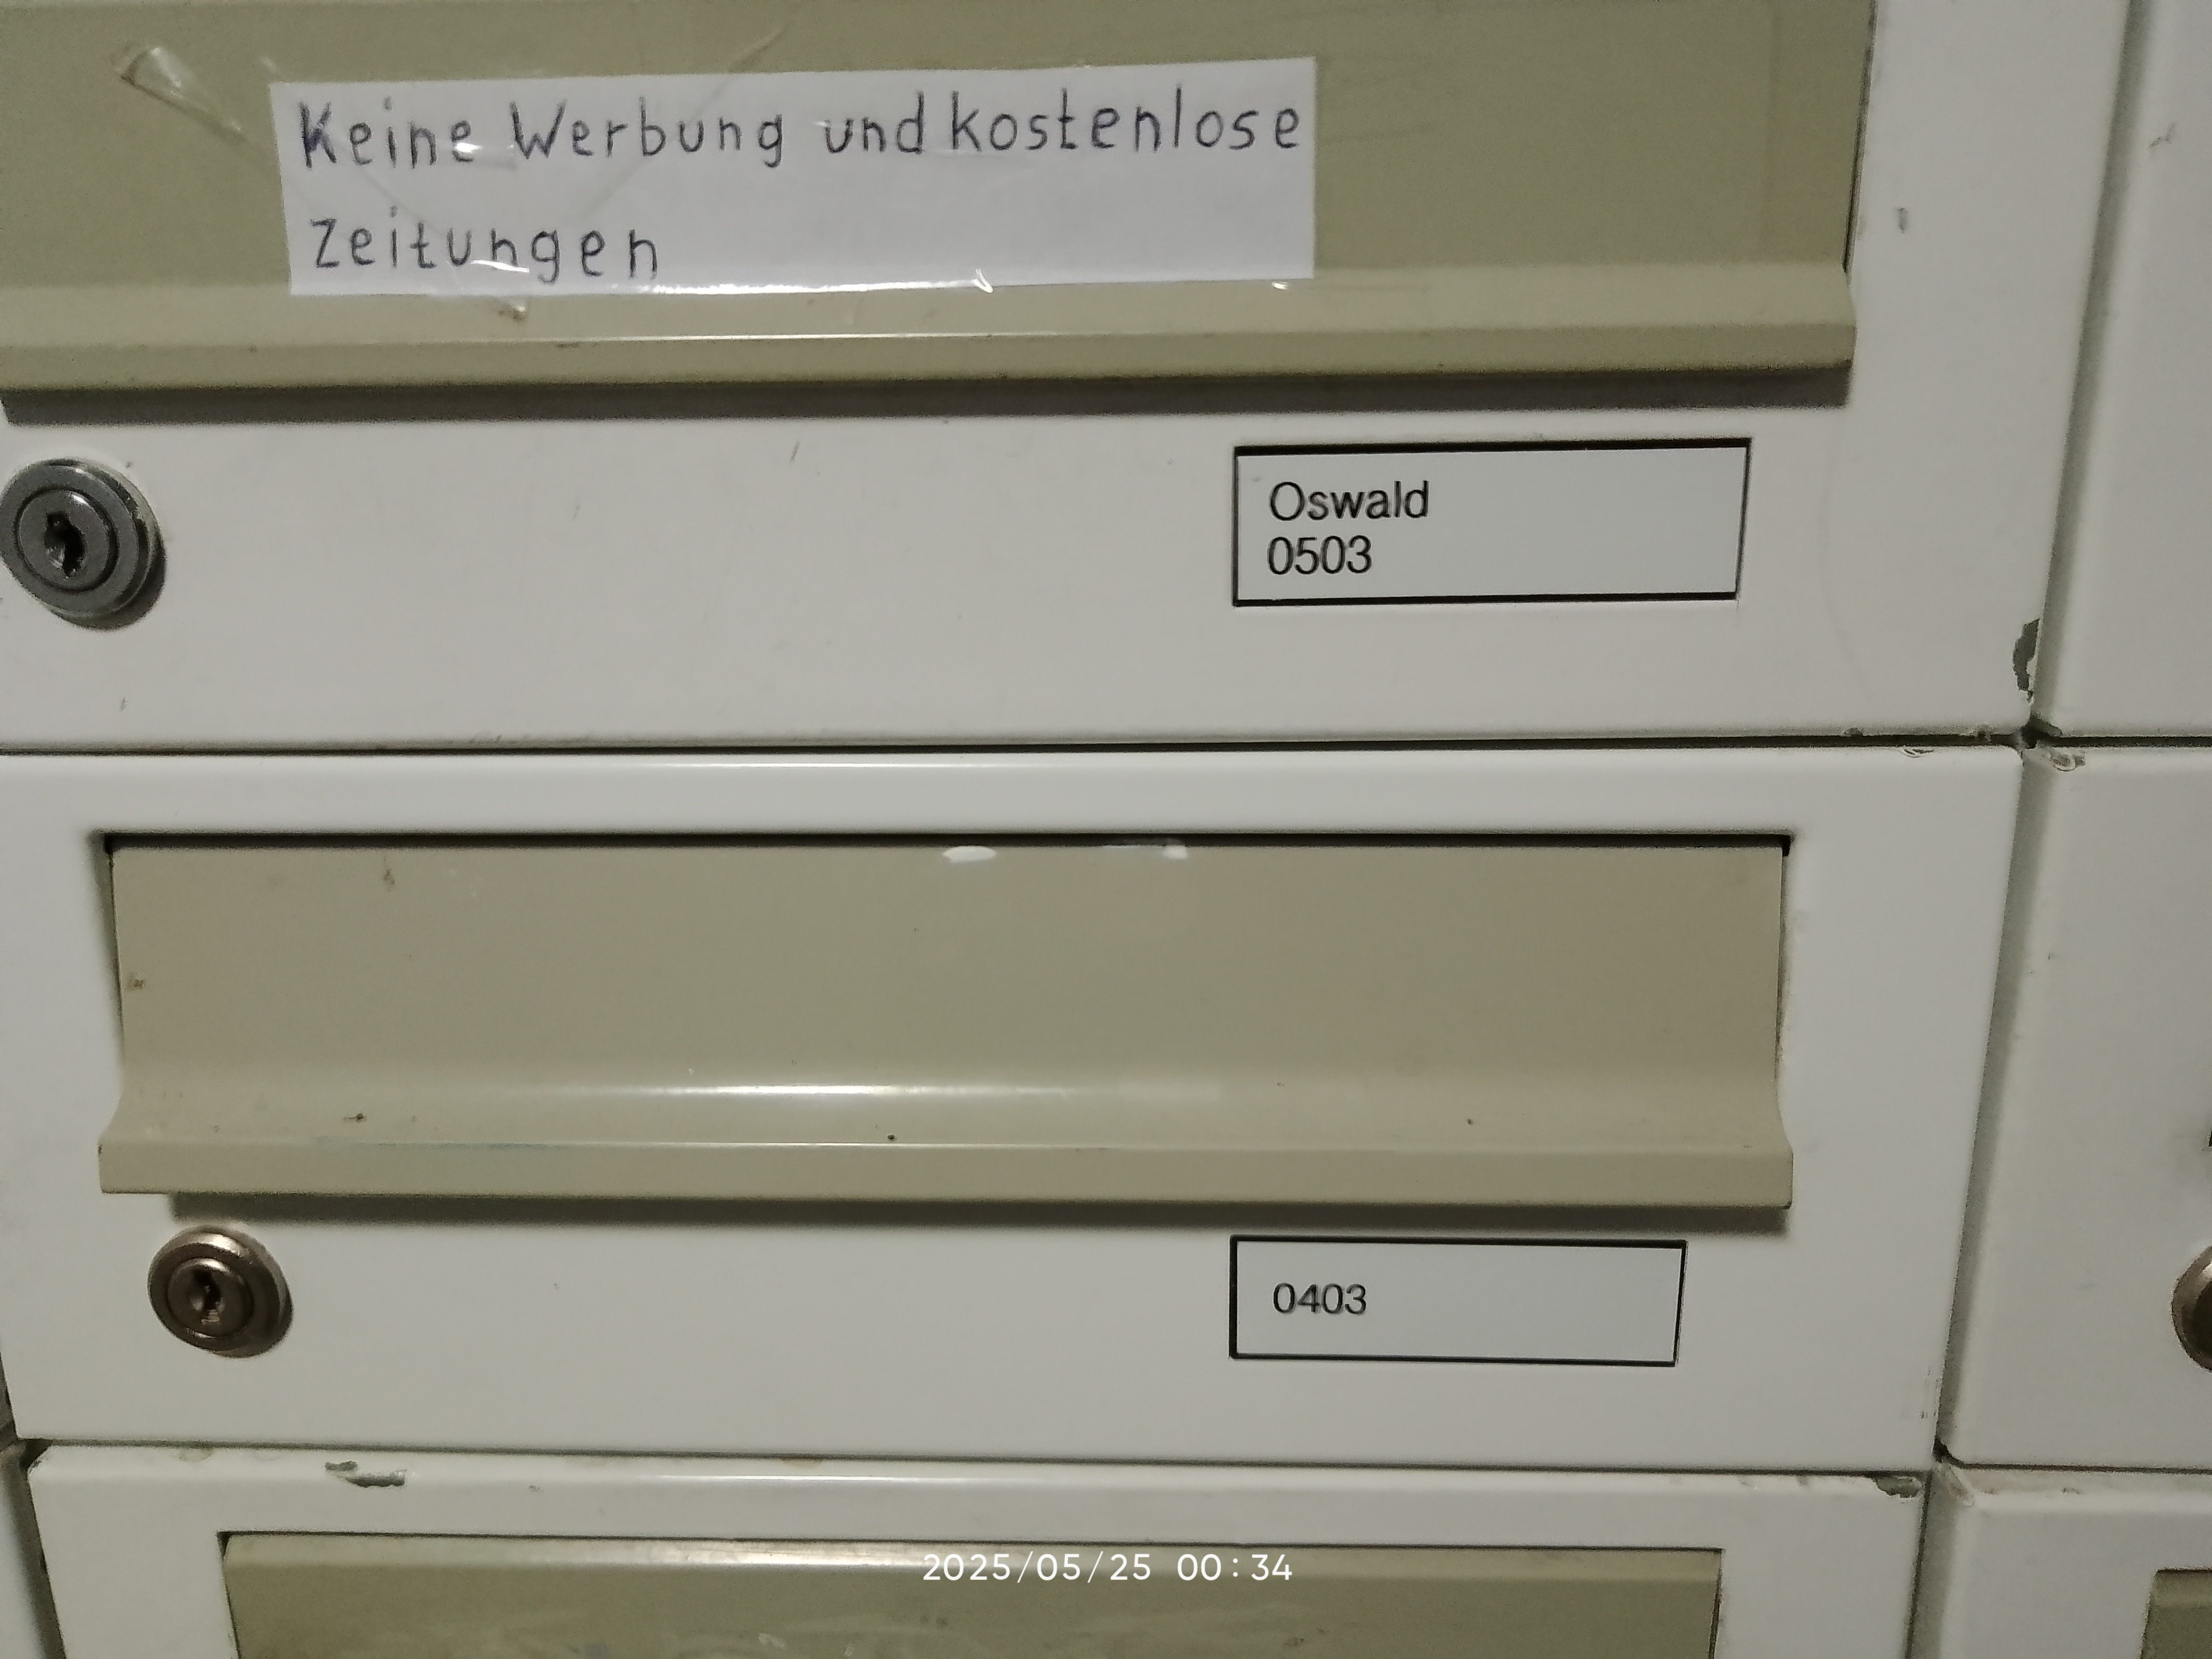 Keine Werbung und kostenlose
Zeitungen
Oswald
0503
0403
2025/05/25 00:34